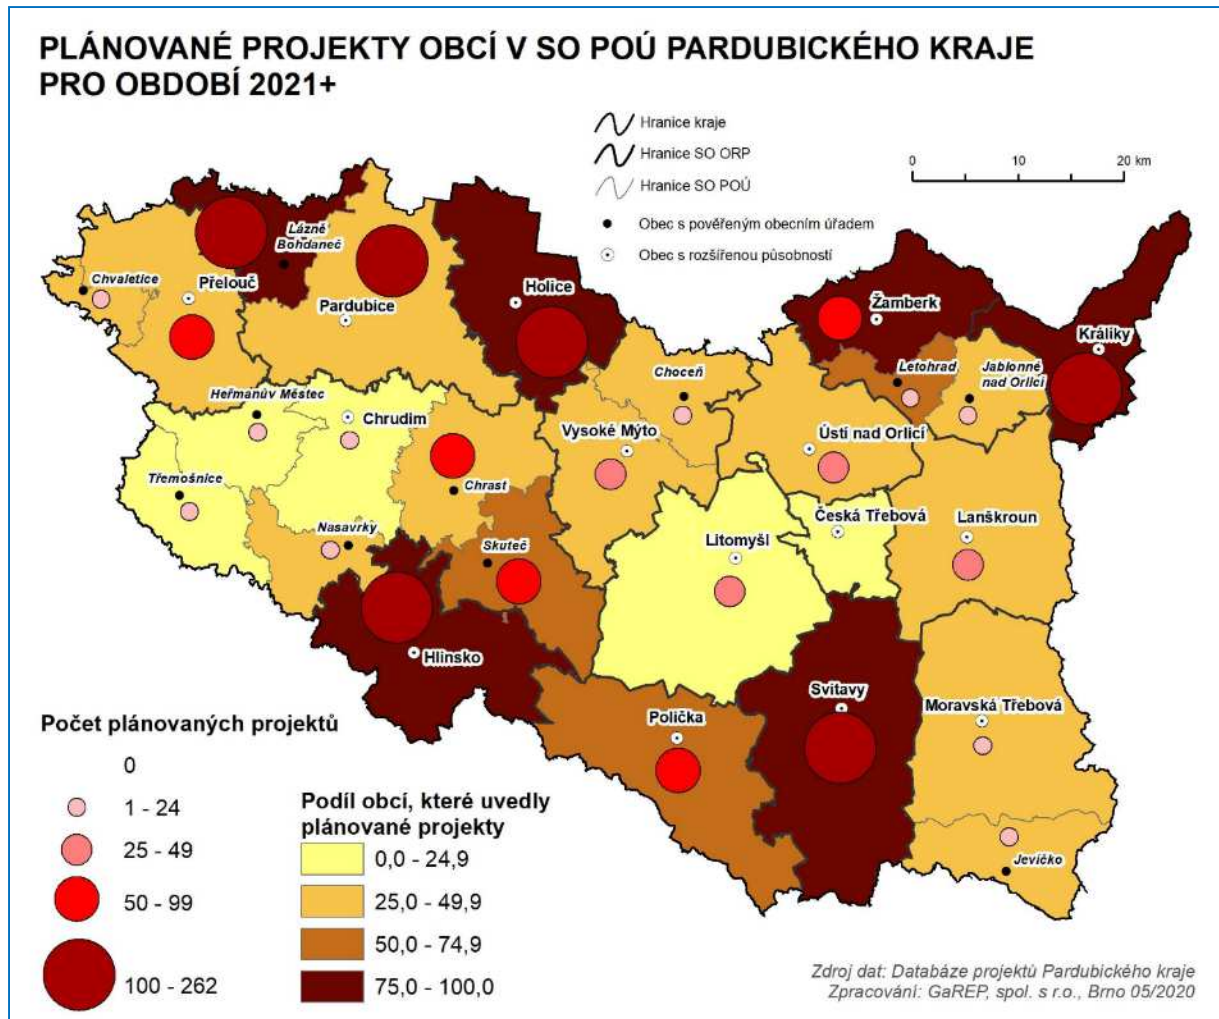 PLÁNOVANÉ PROJEKTY OBCÍ V SO POÚ PARDUBICKÉHO KRAJE
PRO OBDOBÍ 2021+
Hranice kraje
Hranice SO ORP
Hranice SO POÚ
Obec s pověřeným obecním úřadem
Obec s rozšířenou působností
0 10 20 km
Lázně
Bohdaneč
Chvaletice
Přelouč
Pardubice
Holice
Žamberk
Králíky
Choceň
Letohrad
Jablonné
nad Orlicí
Heřmanův Městec
Chrudim
Vysoké Mýto
Ústí nad Orlicí
Třemošnice
Chrast
Česká Třebová
Lanškroun
Nasavrky
Skuteč
Litomyšl
Hlinsko
Svitavy
Polička
Moravská Třebová
Jevíčko
Počet plánovaných projektů
0
1 - 24
25 - 49
50 - 99
100 - 262
Podíl obcí, které uvedly
plánované projekty
0,0 - 24,9
25,0 - 49,9
50,0 - 74,9
75,0 - 100,0
Zdroj dat: Databáze projektů Pardubického kraje
Zpracování: GaREP, spol. s r.o., Brno 05/2020